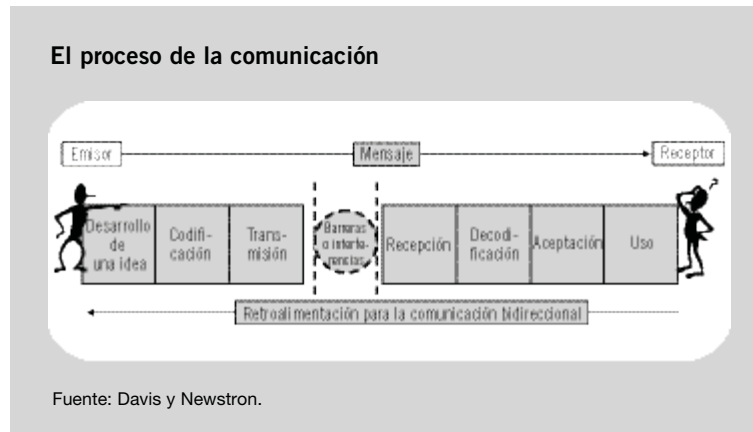 El proceso de la comunicación
Emisor
Mensaje
Receptor
Desarrollo
de
una idea
Codifi-
cación
Trans-
misión
Barreras
o interfe-
rencias
Recepción
Decodi-
ficación
Aceptación
Uso
?
Retroalimentación para la comunicación bidireccional
Fuente: Davis y Newstron.